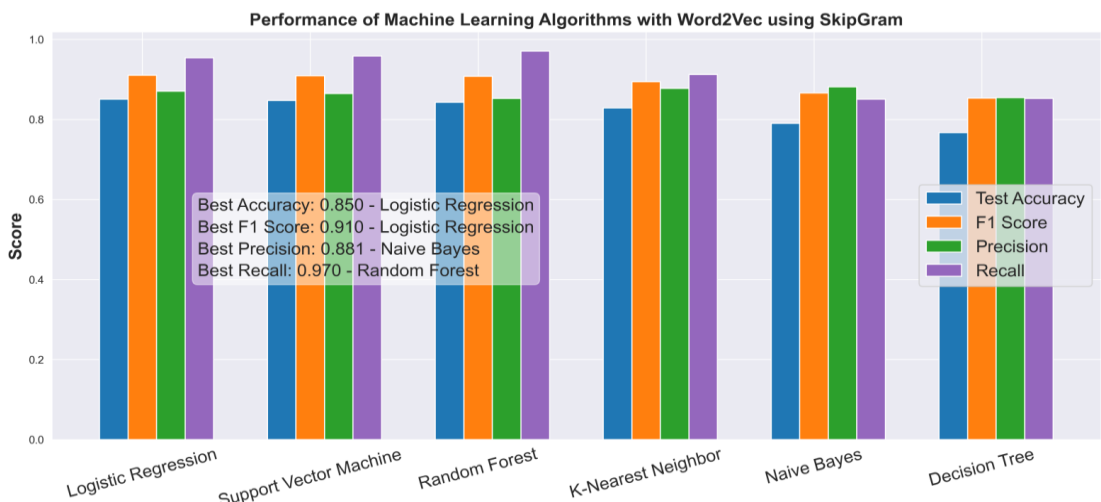 Performance of Machine Learning Algorithms with Word2Vec using SkipGram
1.0
0.8
0.6
0.4
0.2
0.0
Score
Best Accuracy: 0.850 - Logistic Regression
Best F1 Score: 0.910 - Logistic Regression
Best Precision: 0.881 - Naive Bayes
Best Recall: 0.970 - Random Forest
Test Accuracy
F1 Score
Precision
Recall
Logistic Regression
Support Vector Machine
Random Forest
K-Nearest Neighbor
Naive Bayes
Decision Tree